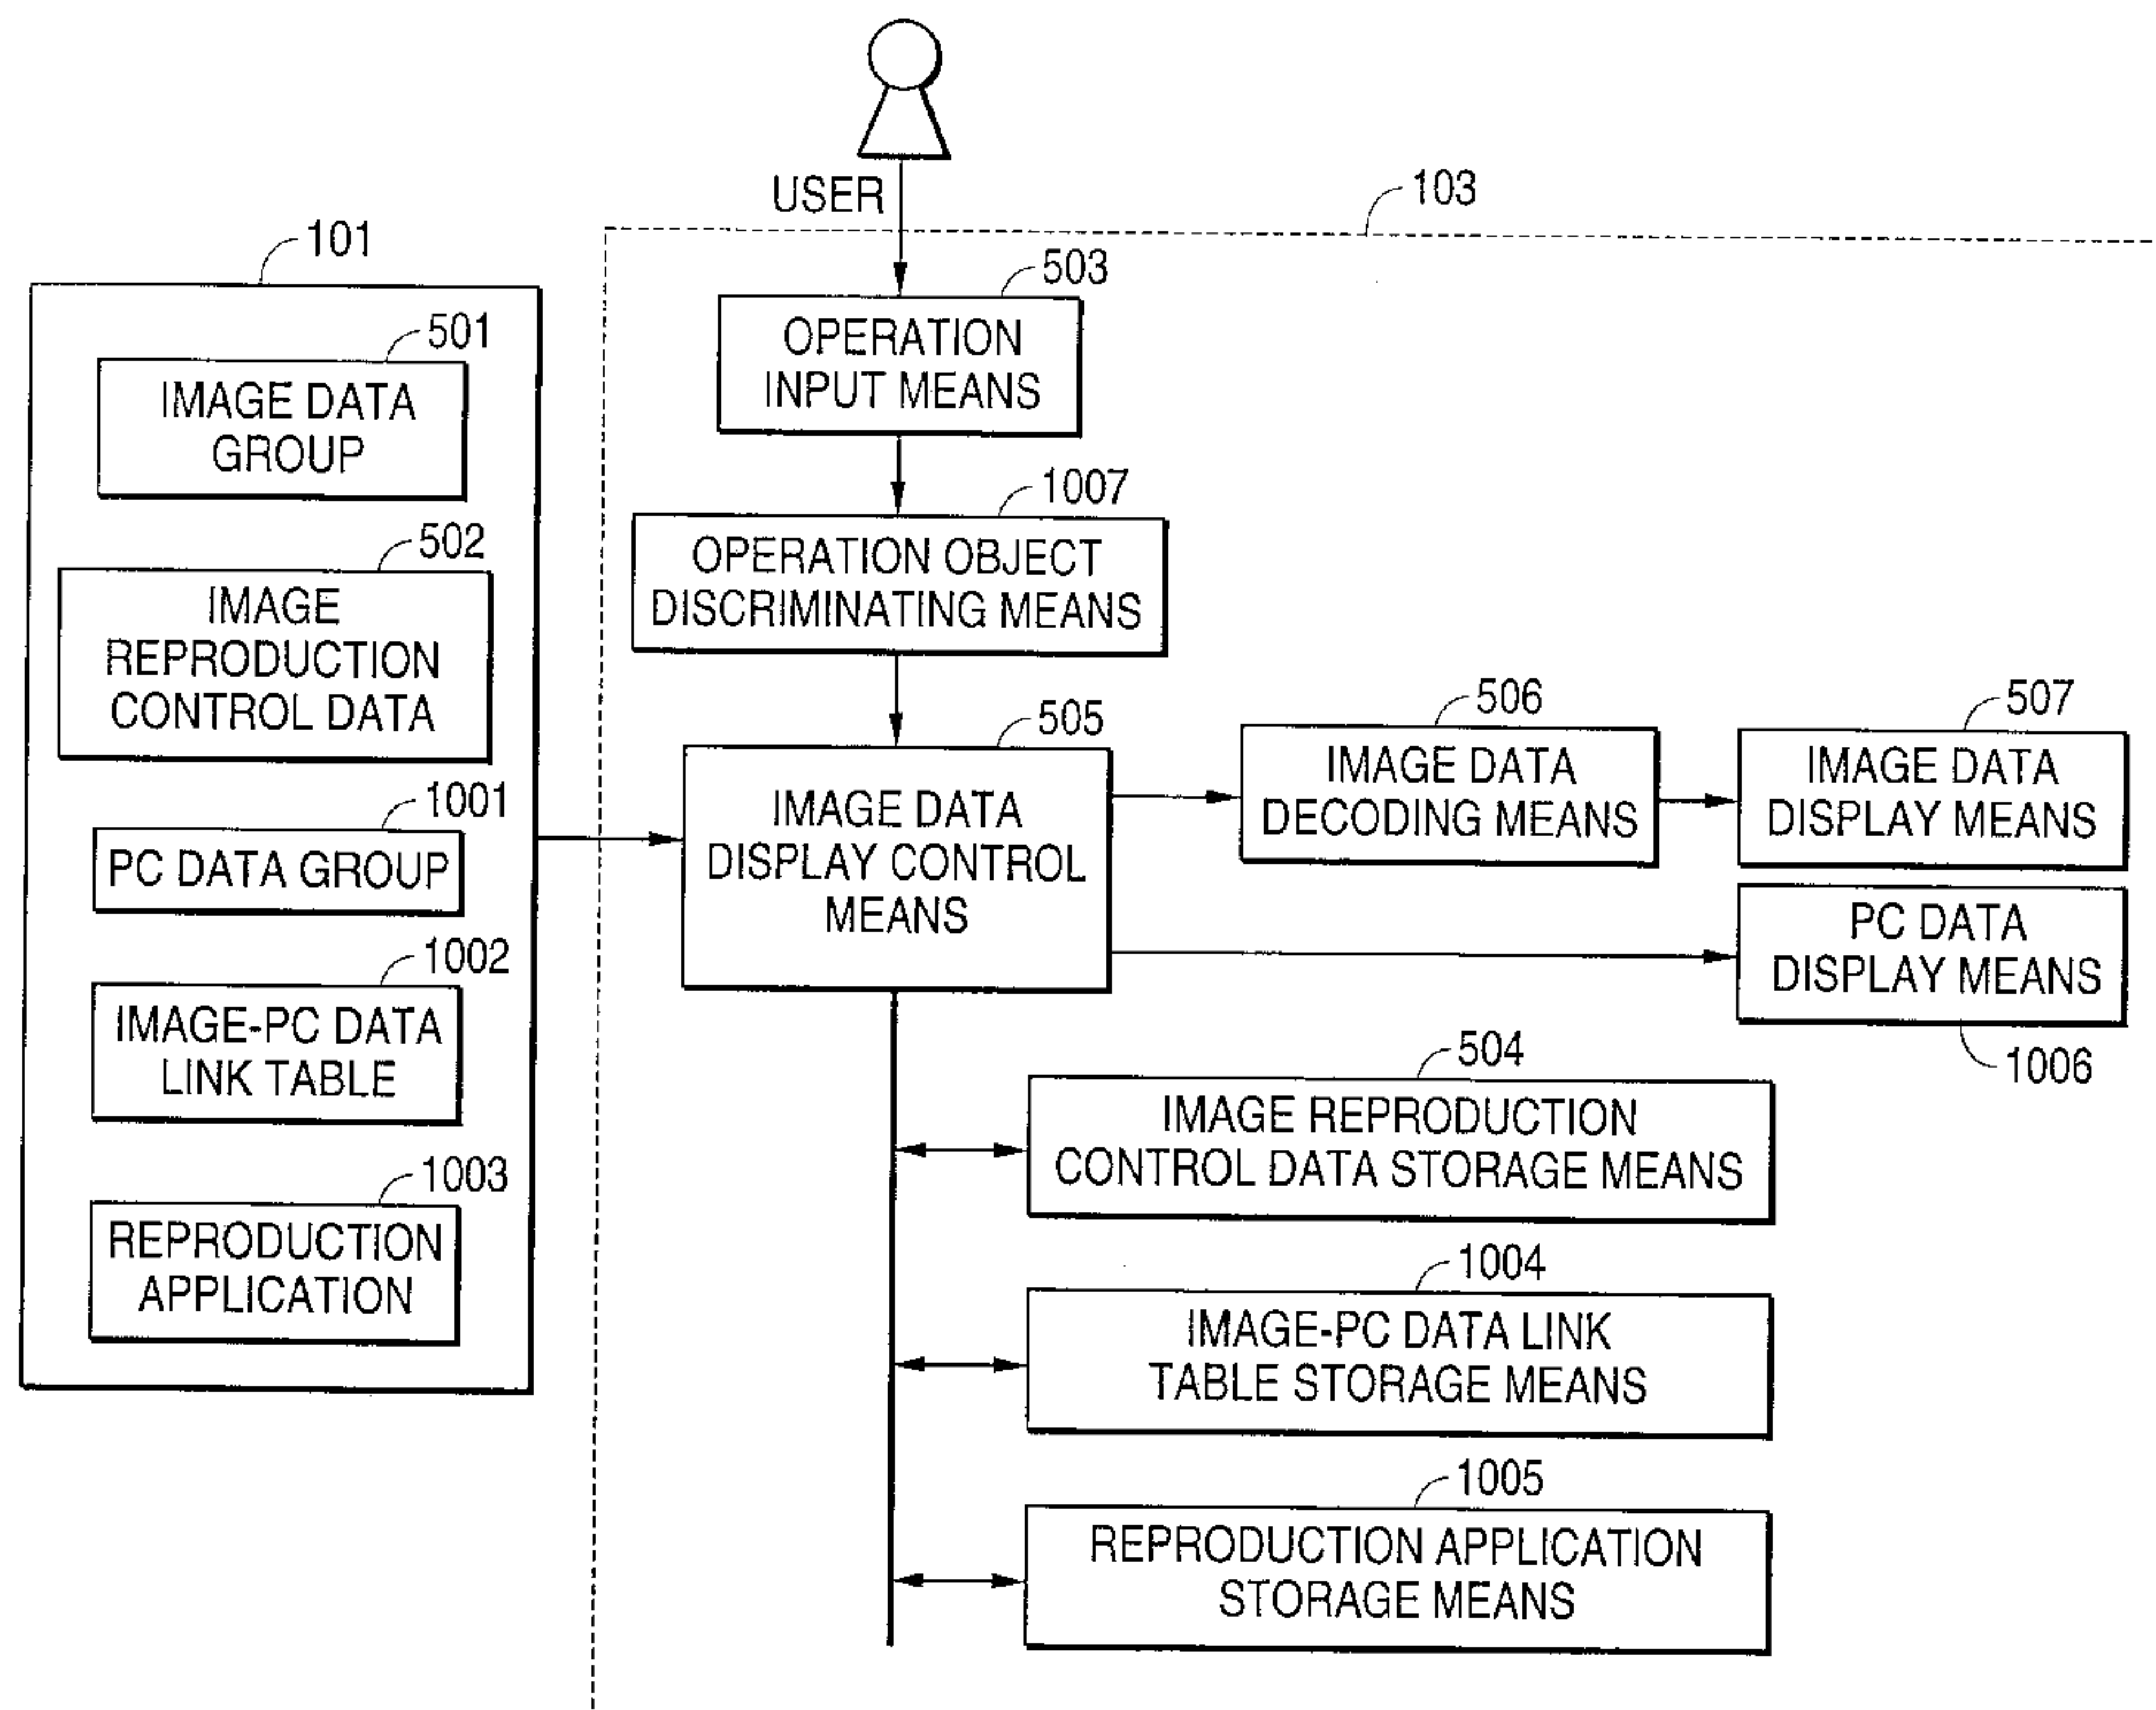 USER
103
101
501
IMAGE DATA
GROUP
502
IMAGE
REPRODUCTION
CONTROL DATA
1001
PC DATA GROUP
1002
IMAGE-PC DATA
LINK TABLE
1003
REPRODUCTION
APPLICATION
503
OPERATION
INPUT MEANS
1007
OPERATION OBJECT
DISCRIMINATING MEANS
505
IMAGE DATA
DISPLAY CONTROL
MEANS
506
IMAGE DATA
DECODING MEANS
507
IMAGE DATA
DISPLAY MEANS
PC DATA
DISPLAY MEANS
1006
504
IMAGE REPRODUCTION
CONTROL DATA STORAGE MEANS
1004
IMAGE-PC DATA LINK
TABLE STORAGE MEANS
1005
REPRODUCTION APPLICATION
STORAGE MEANS